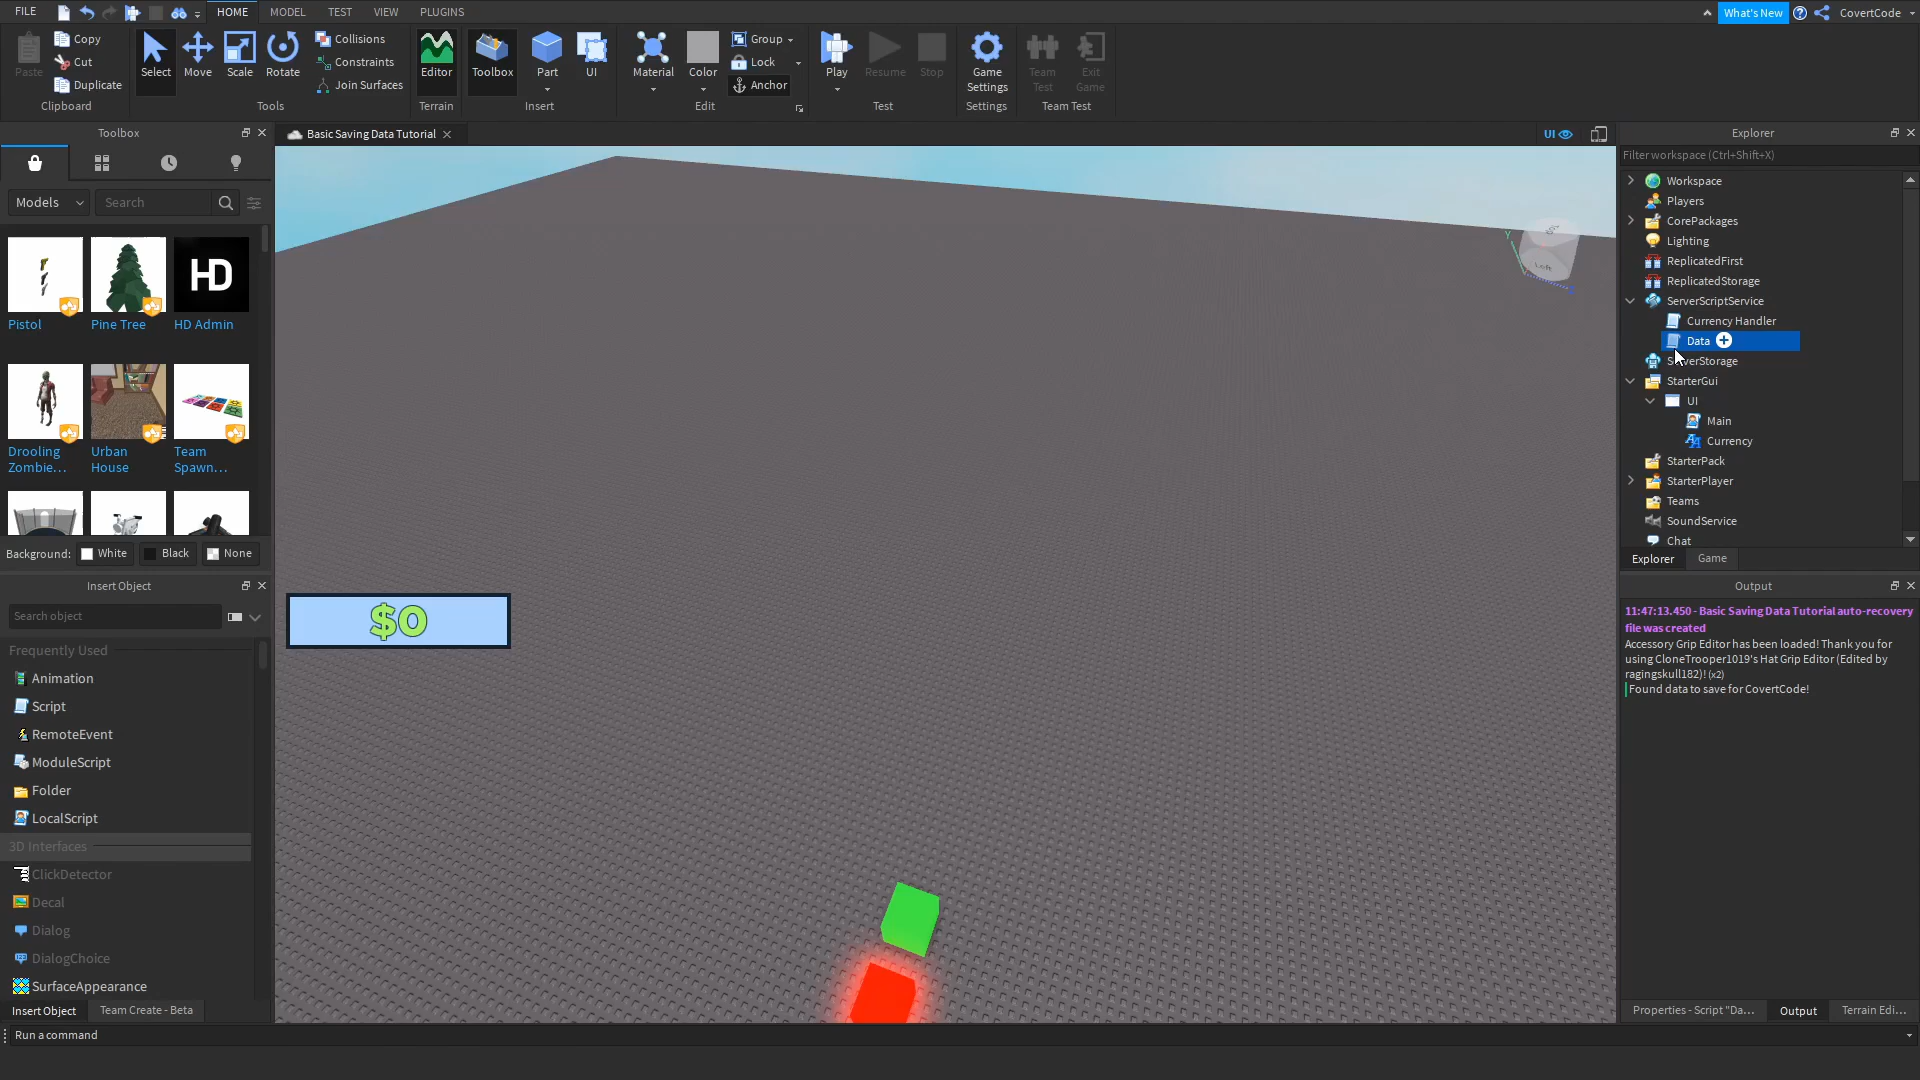 FILE
HOME
MODEL
TEST
VIEW
PLUGINS
What's New
CovertCode
Paste
Copy
Cut
Duplicate
Clipboard
Select
Move
Scale
Rotate
Collisions
Constraints
Join Surfaces
Tools
Editor
Terrain
Toolbox
Part
UI
Insert
Material
Color
Group
Lock
Anchor
Edit
Play
Resume
Stop
Test
Game
Settings
Settings
Team
Test
Exit
Game
Team Test
Toolbox
Models
Search
HD
Pistol
Pine Tree
HD Admin
Drooling
Zombie...
Urban
House
Team
Spawn...
Background:
White
Black
None
Insert Object
Search object
Frequently Used
Animation
Script
RemoteEvent
ModuleScript
Folder
LocalScript
3D Interfaces
ClickDetector
Decal
Dialog
DialogChoice
SurfaceAppearance
Insert Object
Team Create - Beta
Run a command
Basic Saving Data Tutorial
UI
Y
Left
$0
Explorer
Filter workspace (Ctrl+Shift+X)
Workspace
Players
CorePackages
Lighting
ReplicatedFirst
ReplicatedStorage
ServerScriptService
Currency Handler
Data
ServerStorage
StarterGui
UI
Main
Currency
StarterPack
StarterPlayer
Teams
SoundService
Chat
Explorer
Game
Output
11:47:13.450 - Basic Saving Data Tutorial auto-recovery
file was created
Accessory Grip Editor has been loaded! Thank you for
using CloneTrooper1019's Hat Grip Editor (Edited by
ragingskull182)! (x2)
Found data to save for CovertCode!
Properties - Script "Da...
Output
Terrain Edi...